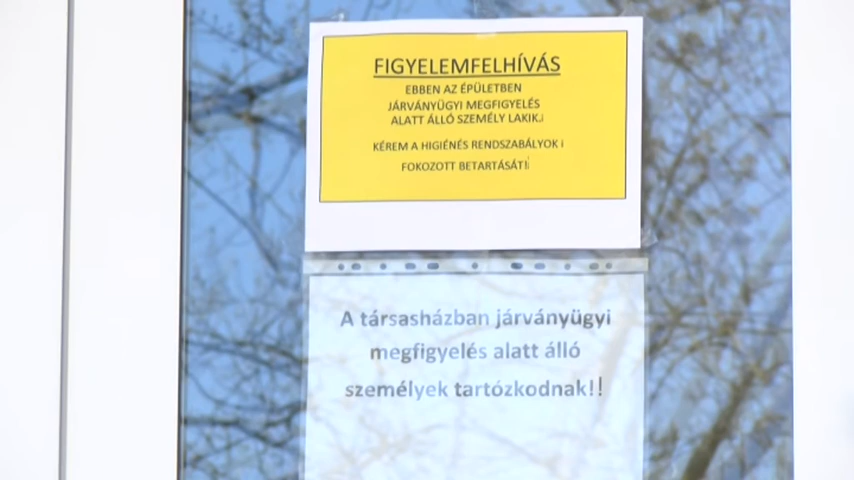 FIGYELEMFELHÍVÁS
EBBEN AZ ÉPÜLETBEN
JÁRVÁNYÜGYI MEGFIGYELÉS
ALATT ÁLLÓ SZEMÉLY LAKIK.
KÉREM A HIGIÉNÉS RENDSZABÁLYOK
FOKOZOTT BETARTÁSÁT!
A társasházban járványügyi
megfigyelés alatt álló
személyek tartózkodnak!!